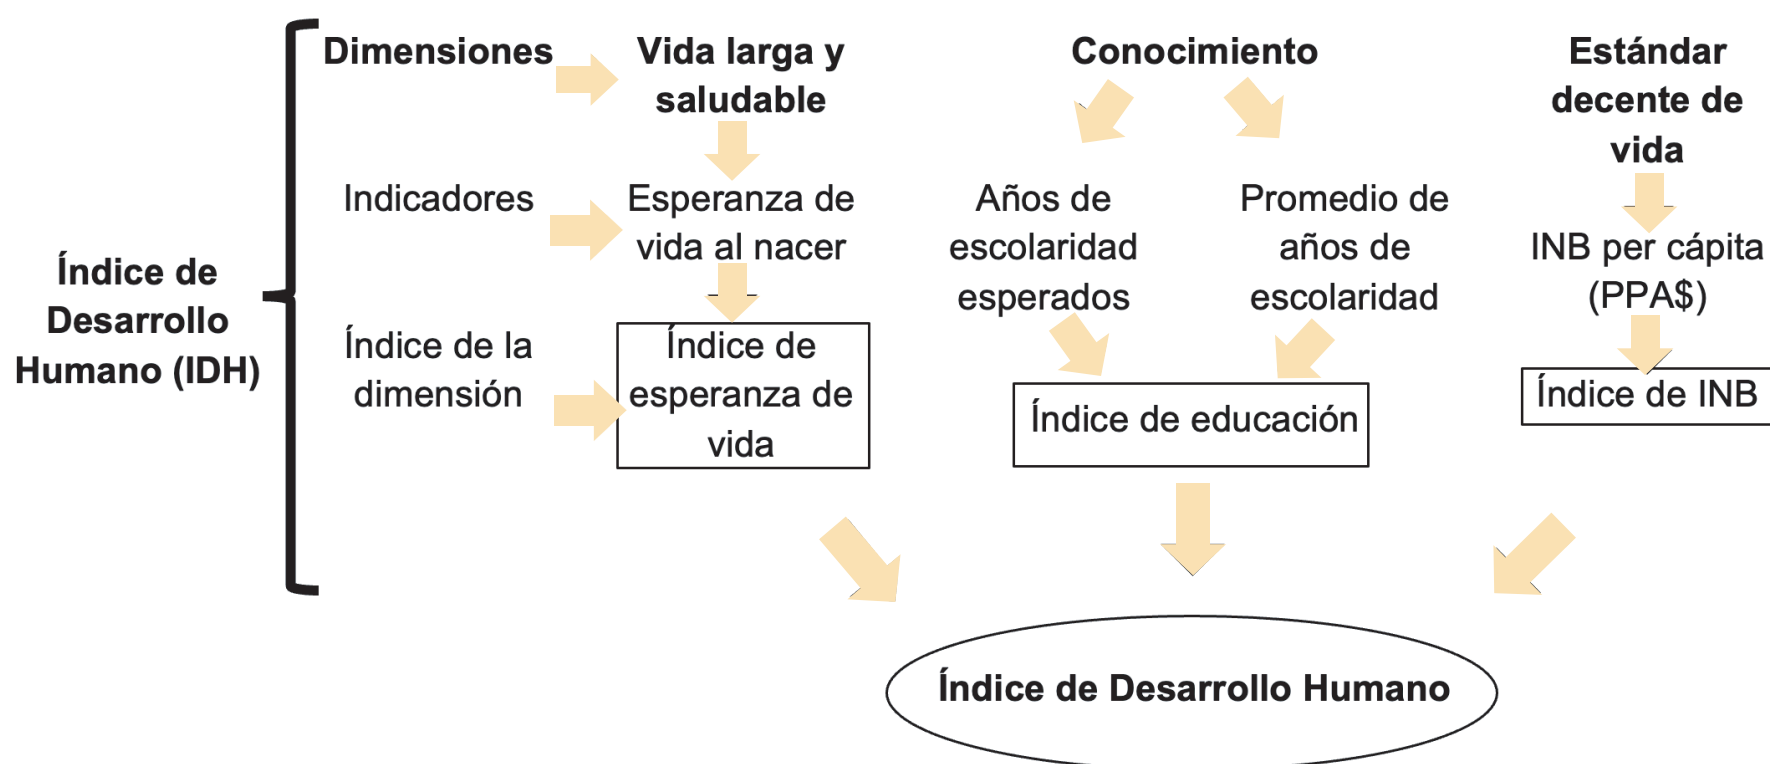 Índice de
Desarrollo
Humano (IDH)
Dimensiones
Vida larga y
saludable
Conocimiento
Estándar
decente de
vida
Indicadores
Esperanza de
vida al nacer
Años de
escolaridad
esperados
Promedio de
años de
escolaridad
INB per cápita
(PPA$)
Índice de la
dimensión
Índice de
esperanza de
vida
Índice de educación
Índice de INB
Índice de Desarrollo Humano